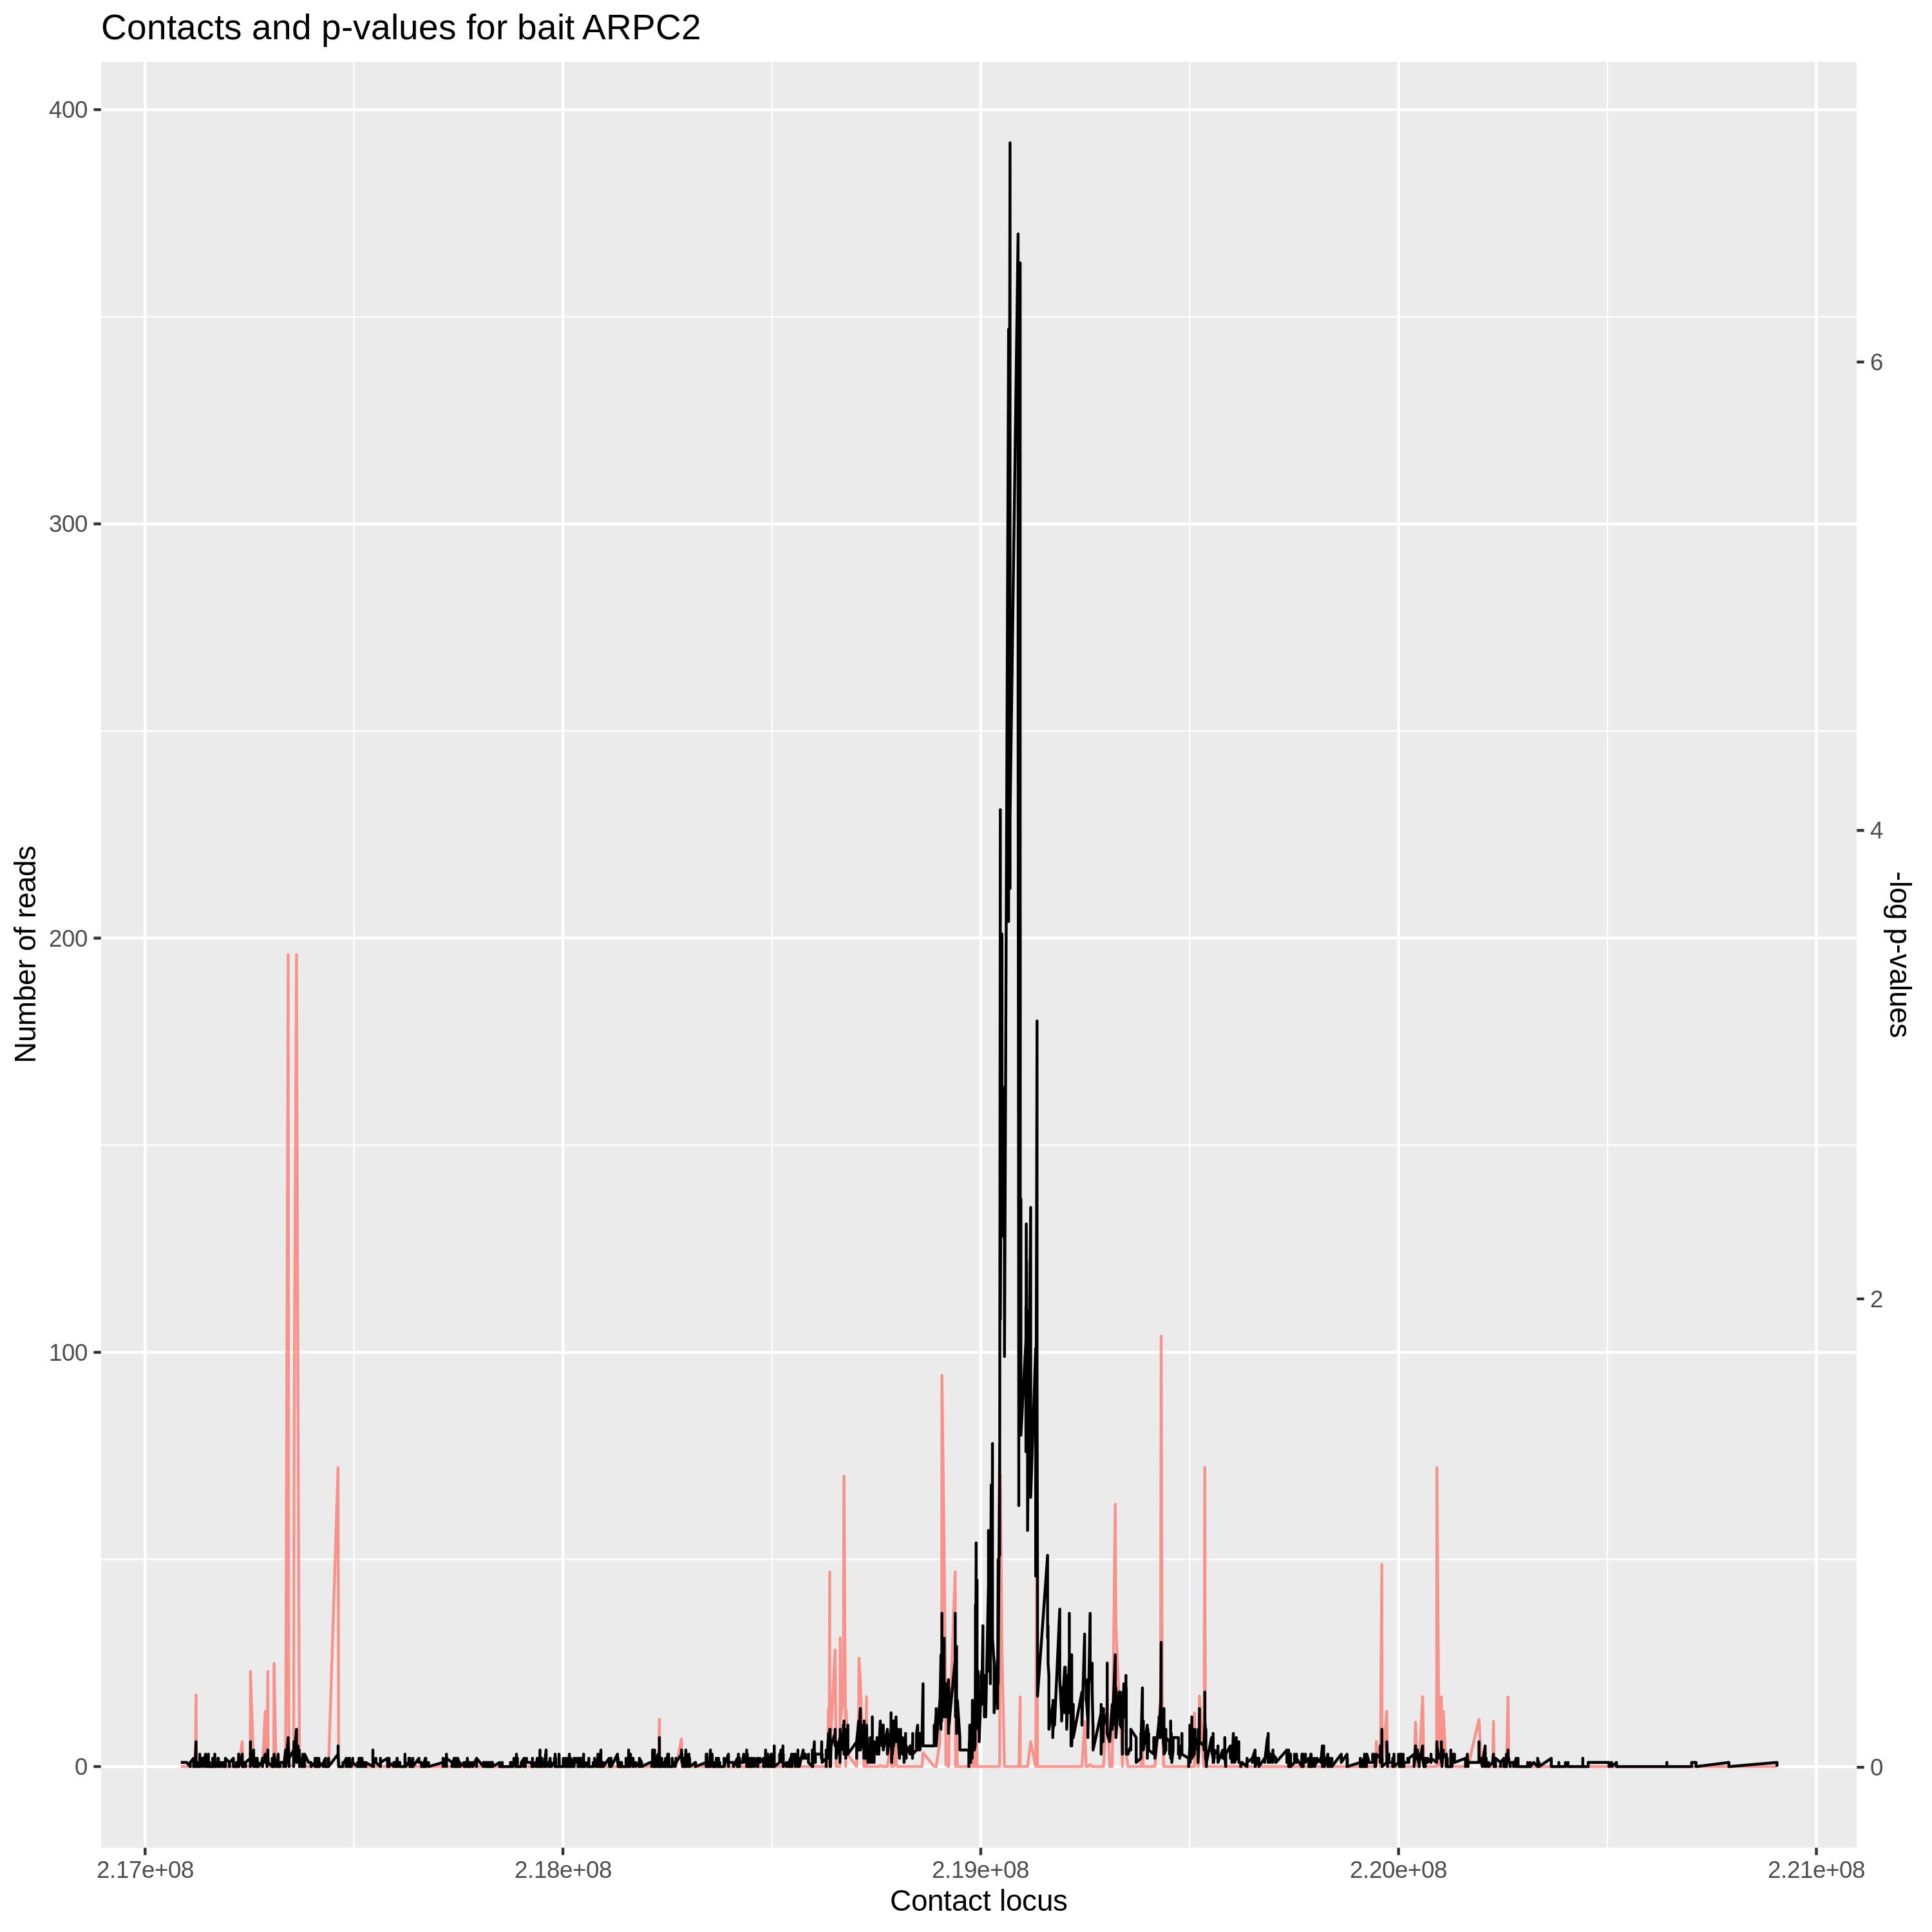 Contacts and p-values for bait ARPC2
400
300
200
100
0
Number of reads
6
4
2
0
-log p-values
2.17e+08
2.18e+08
2.19e+08
2.20e+08
2.21e+08
Contact locus